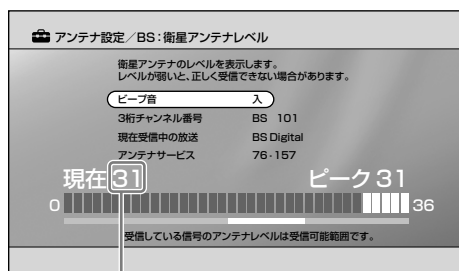 アンテナ設定／BS：衛星アンテナレベル
衛星アンテナのレベルを表示します。
レベルが弱いと、正しく受信できない場合があります。
ビープ音 入
3桁チャンネル番号 BS 101
現在受信中の放送 BS Digital
アンテナサービス 76・157
現在 31 ピーク 31
0 36
受信している信号のアンテナレベルは受信可能範囲です。